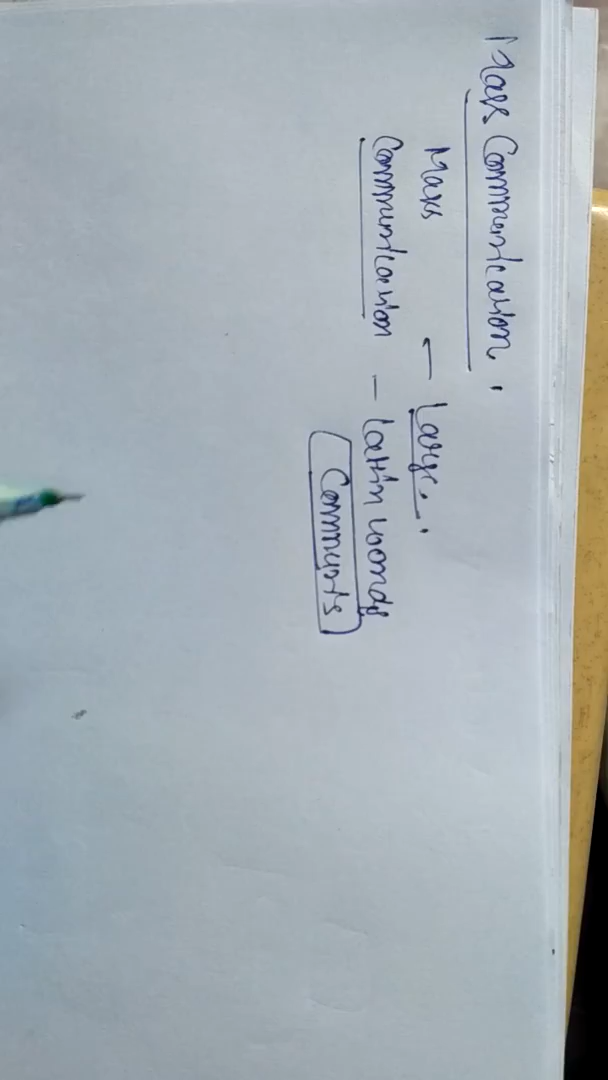 Mass Communication.
Mass — Large.
Communication — Latin words
Communis